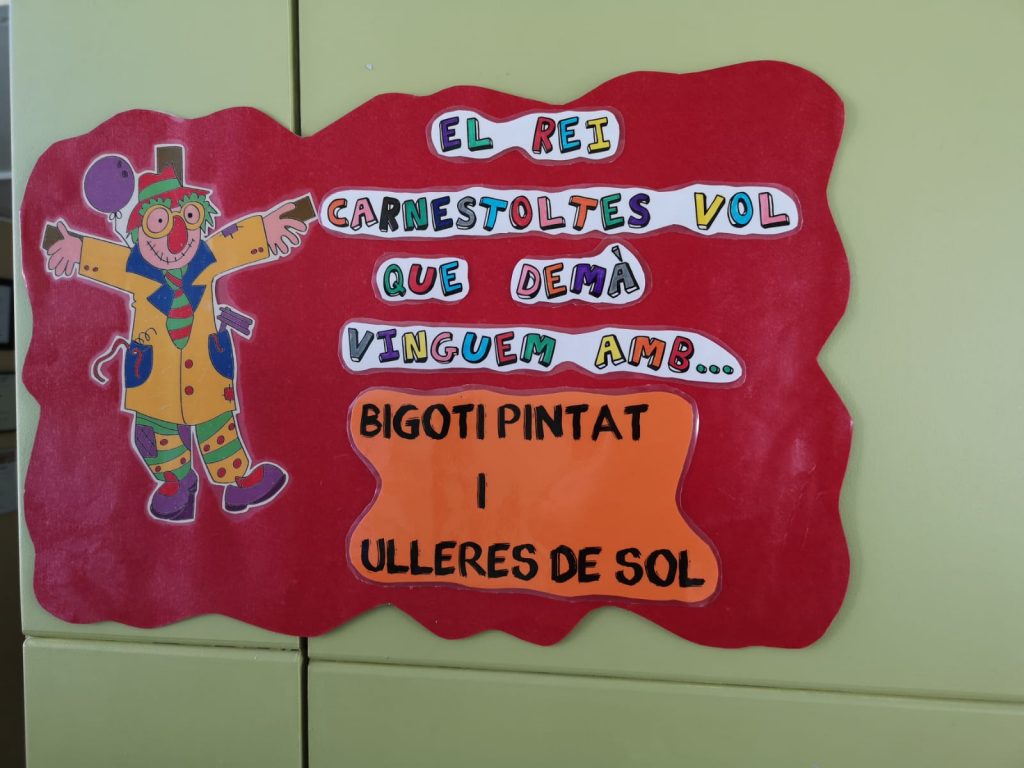 EL REI
CARNESTOLTES VOL
QUE DEMÀ
VINGUEM AMB...
BIGOTI PINTAT
I
ULLERES DE SOL